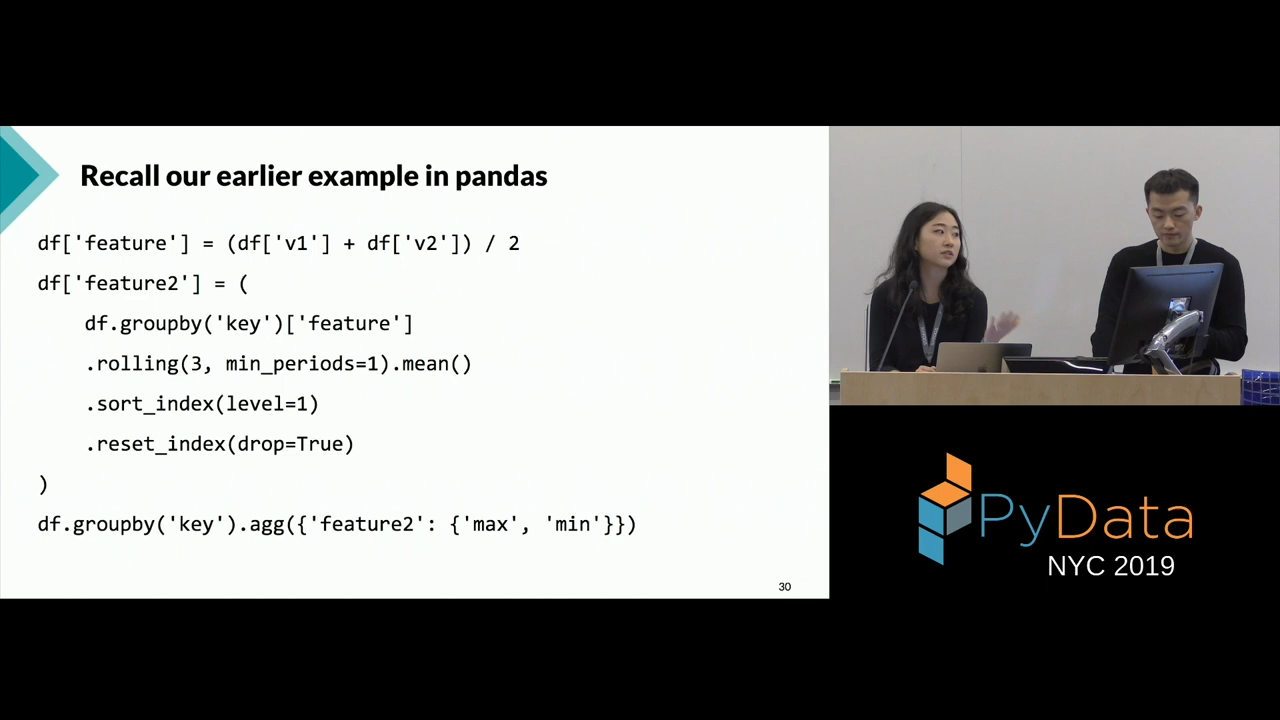 Recall our earlier example in pandas
df['feature'] = (df['v1'] + df['v2']) / 2
df['feature2'] = (
    df.groupby('key')['feature']
    .rolling(3, min_periods=1).mean()
    .sort_index(level=1)
    .reset_index(drop=True)
)
df.groupby('key').agg({'feature2': {'max', 'min'}})
30
PyData
NYC 2019